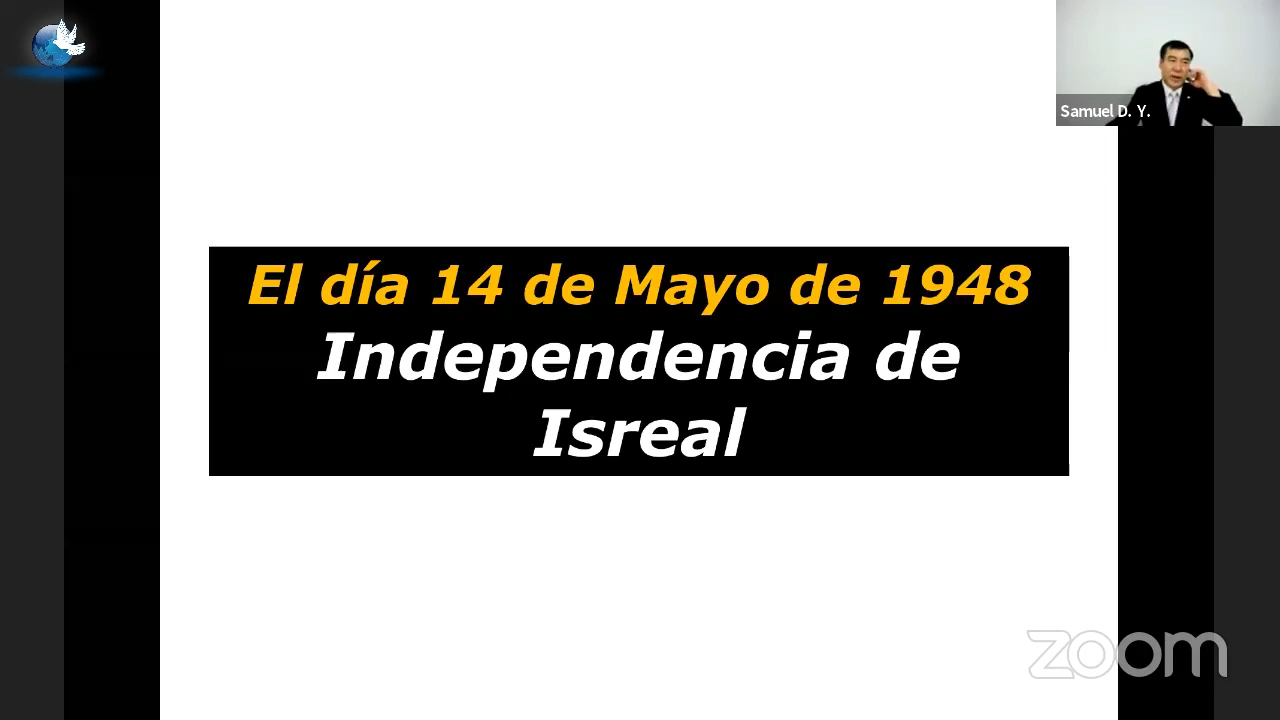 Samuel D. Y.
El día 14 de Mayo de 1948
Independencia de
Isreal
zoom